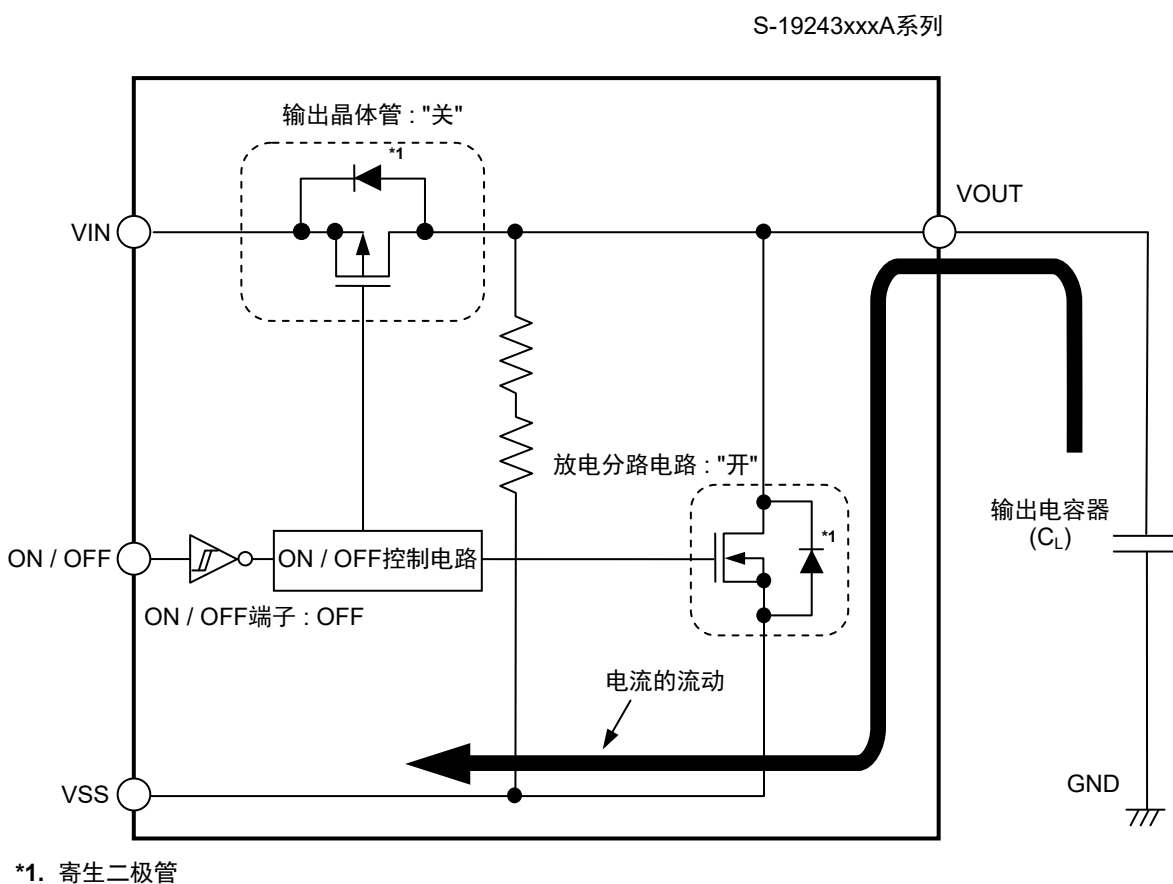 S-19243xxxA系列
输出晶体管 : "关"
*1
VOUT
VIN
放电分路电路 : "开"
*1
输出电容器
(CL)
ON / OFF
ON / OFF控制电路
ON / OFF端子 : OFF
电流的流动
VSS
GND
*1. 寄生二极管